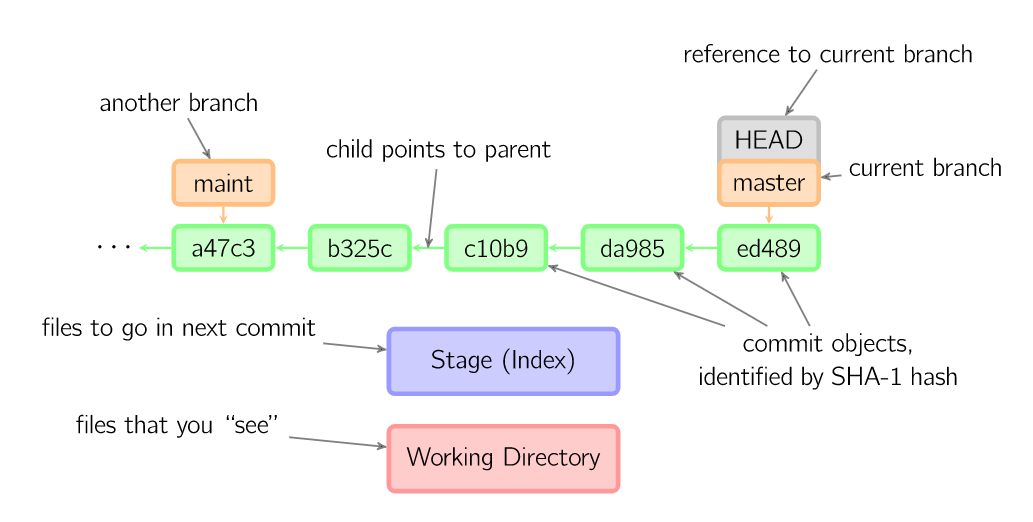 reference to current branch
another branch
HEAD
child points to parent
current branch
maint
master
... a47c3 b325c c10b9 da985 ed489
files to go in next commit
Stage (Index)
commit objects,
identified by SHA-1 hash
files that you “see”
Working Directory